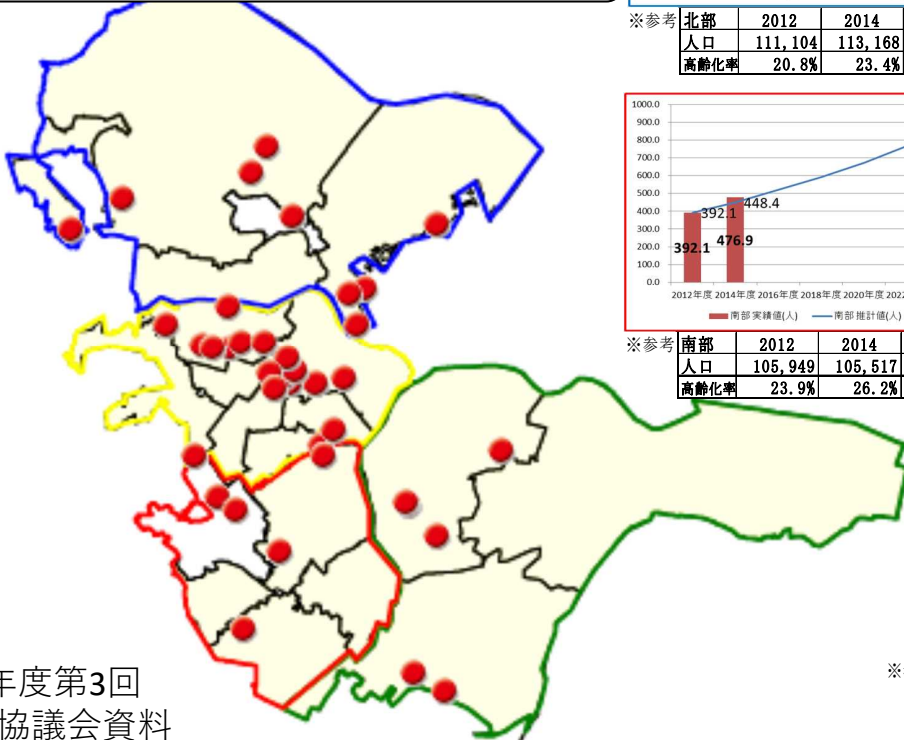 ※参考
北部 2012 2014
人口 111,104 113,168
高齢化率 20.8% 23.4%
1000.0
900.0
800.0
700.0
600.0
500.0
400.0
300.0
200.0
100.0
0.0
392.1
448.4
392.1
476.9
2012年度 2014年度 2016年度 2018年度 2020年度 2022
南部 実績値(人) 南部 推計値(人)
※参考
南部 2012 2014
人口 105,949 105,517
高齢化率 23.9% 26.2%
年度第3回
協議会資料
※